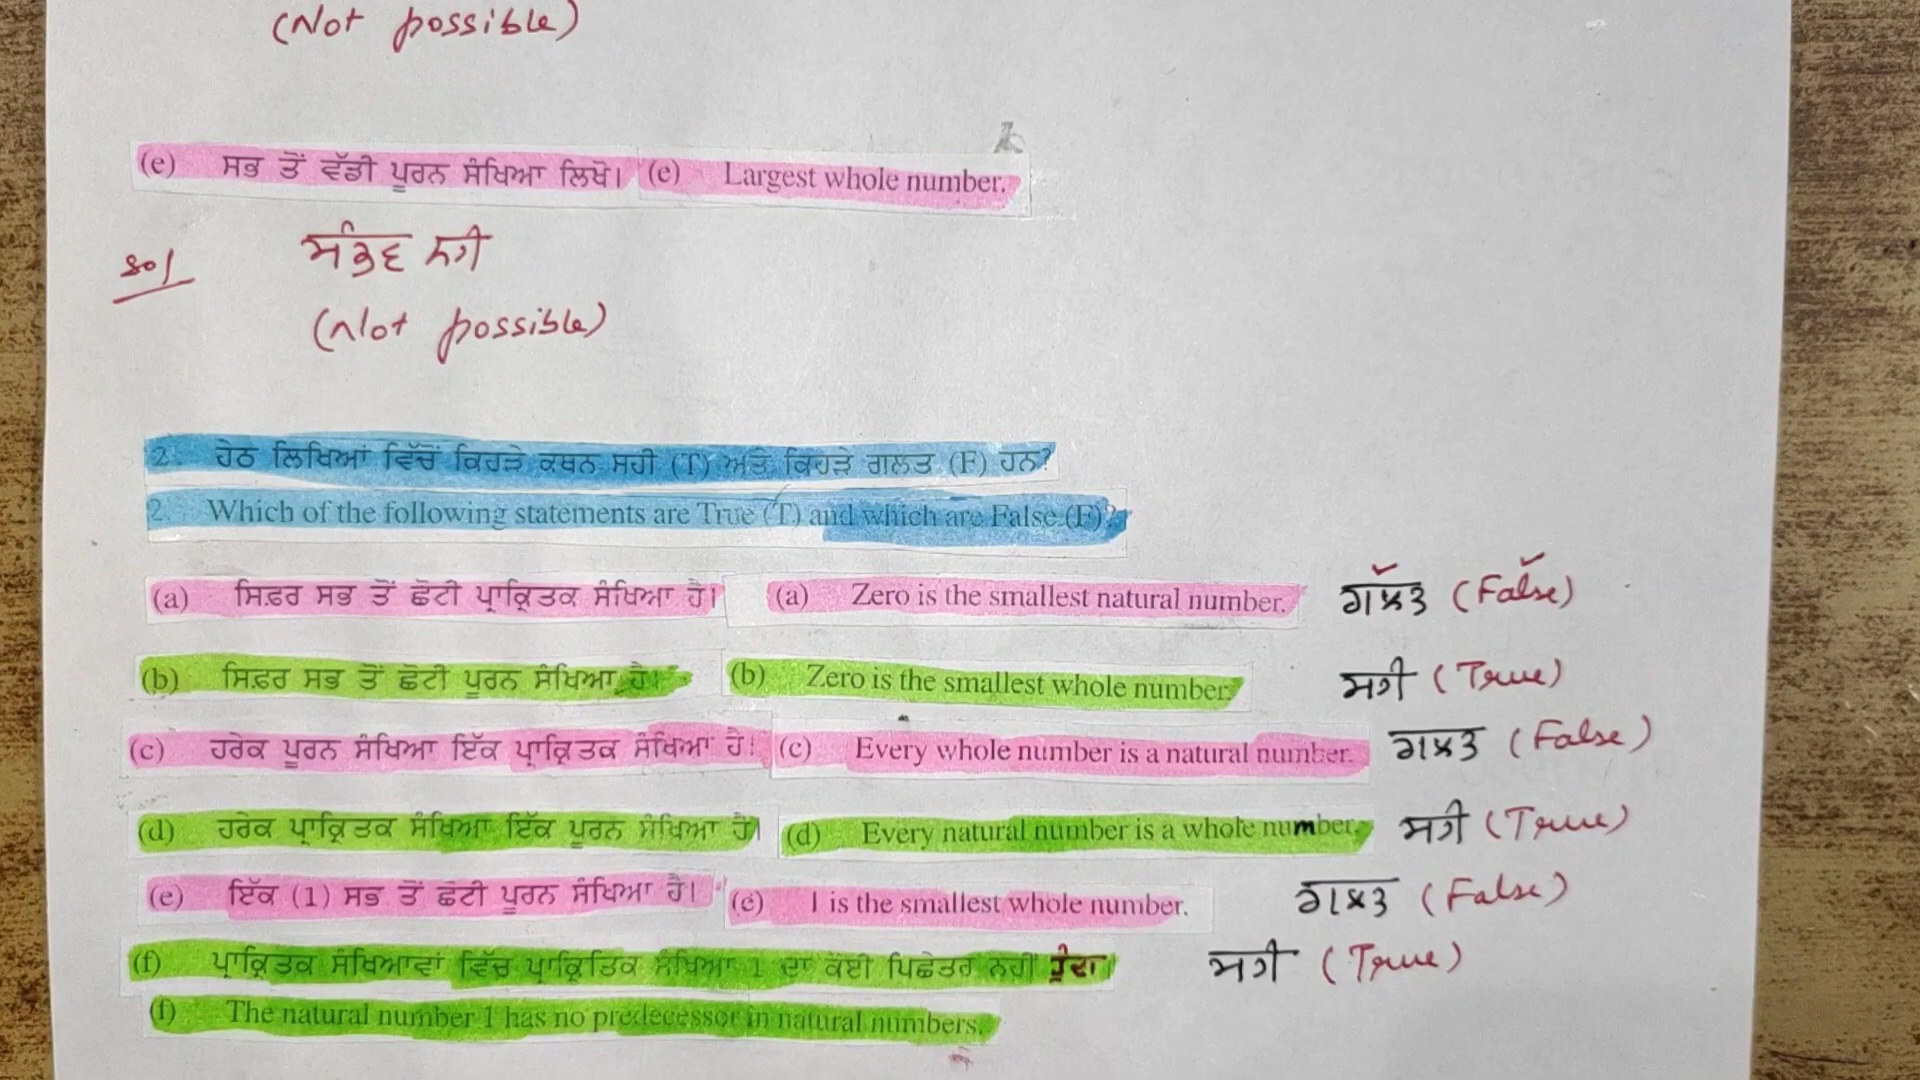 (Not possible)
(e) ਸਭ ਤੋਂ ਵੱਡੀ ਪੂਰਨ ਸੰਖਿਆ ਲਿਖੋ। (e) Largest whole number.
Sol ਸੰਭਵ ਨਹੀ
(Not possible)
2. ਹੇਠ ਲਿਖਿਆਂ ਵਿੱਚੋਂ ਕਿਹੜੇ ਕਥਨ ਸਹੀ (T) ਅਤੇ ਕਿਹੜੇ ਗਲਤ (F) ਹਨ?
2. Which of the following statements are True (T) and which are False (F)?
(a) ਸਿਫ਼ਰ ਸਭ ਤੋਂ ਛੋਟੀ ਪ੍ਰਾਕ੍ਰਿਤਕ ਸੰਖਿਆ ਹੈ। (a) Zero is the smallest natural number. ਗਲਤ (False)
(b) ਸਿਫ਼ਰ ਸਭ ਤੋਂ ਛੋਟੀ ਪੂਰਨ ਸੰਖਿਆ ਹੈ। (b) Zero is the smallest whole number. ਸਹੀ (True)
(c) ਹਰੇਕ ਪੂਰਨ ਸੰਖਿਆ ਇੱਕ ਪ੍ਰਾਕ੍ਰਿਤਕ ਸੰਖਿਆ ਹੈ। (c) Every whole number is a natural number. ਗਲਤ (False)
(d) ਹਰੇਕ ਪ੍ਰਾਕ੍ਰਿਤਕ ਸੰਖਿਆ ਇੱਕ ਪੂਰਨ ਸੰਖਿਆ ਹੈ। (d) Every natural number is a whole number. ਸਹੀ (True)
(e) ਇੱਕ (1) ਸਭ ਤੋਂ ਛੋਟੀ ਪੂਰਨ ਸੰਖਿਆ ਹੈ। (e) 1 is the smallest whole number. ਗਲਤ (False)
(f) ਪ੍ਰਾਕ੍ਰਿਤਕ ਸੰਖਿਆਵਾਂ ਵਿੱਚ ਪ੍ਰਾਕ੍ਰਿਤਿਕ ਸੰਖਿਆ 1 ਦਾ ਕੋਈ ਪਿਛੇਤਰ ਨਹੀਂ ਹੁੰਦਾ ਸਹੀ (True)
(f) The natural number 1 has no predecessor in natural numbers.